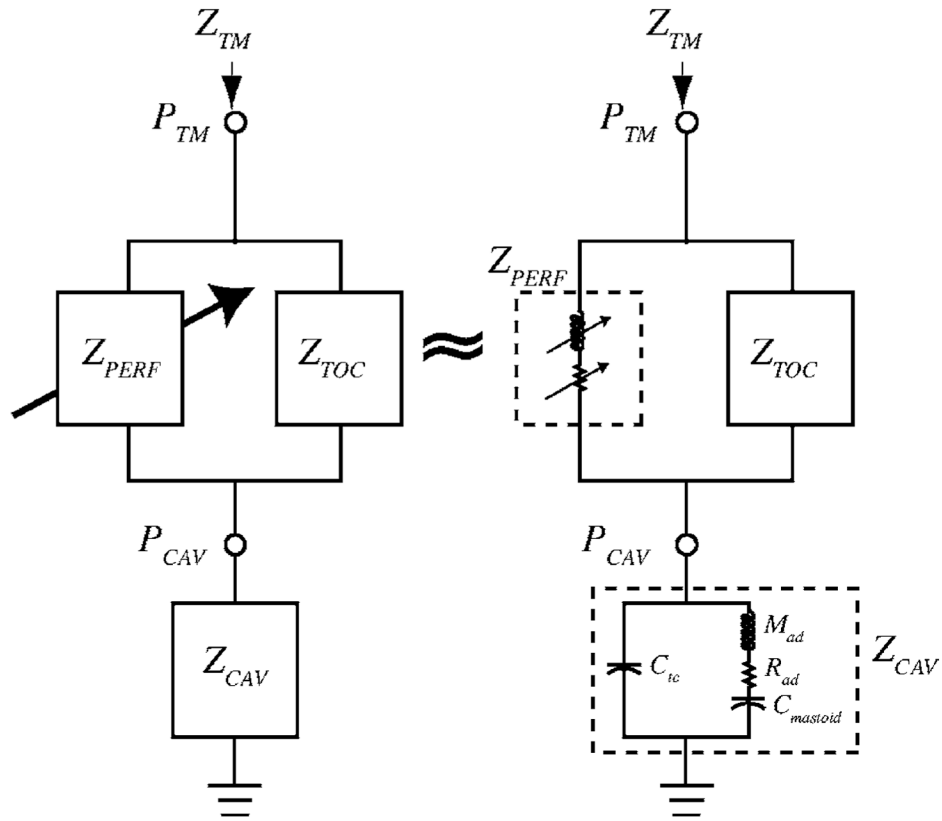 Z_TM
P_TM
Z_PERF
Z_TOC
P_CAV
Z_CAV
≈
Z_TM
P_TM
Z_PERF
Z_TOC
P_CAV
C_tc
M_ad
R_ad
C_mastoid
Z_CAV